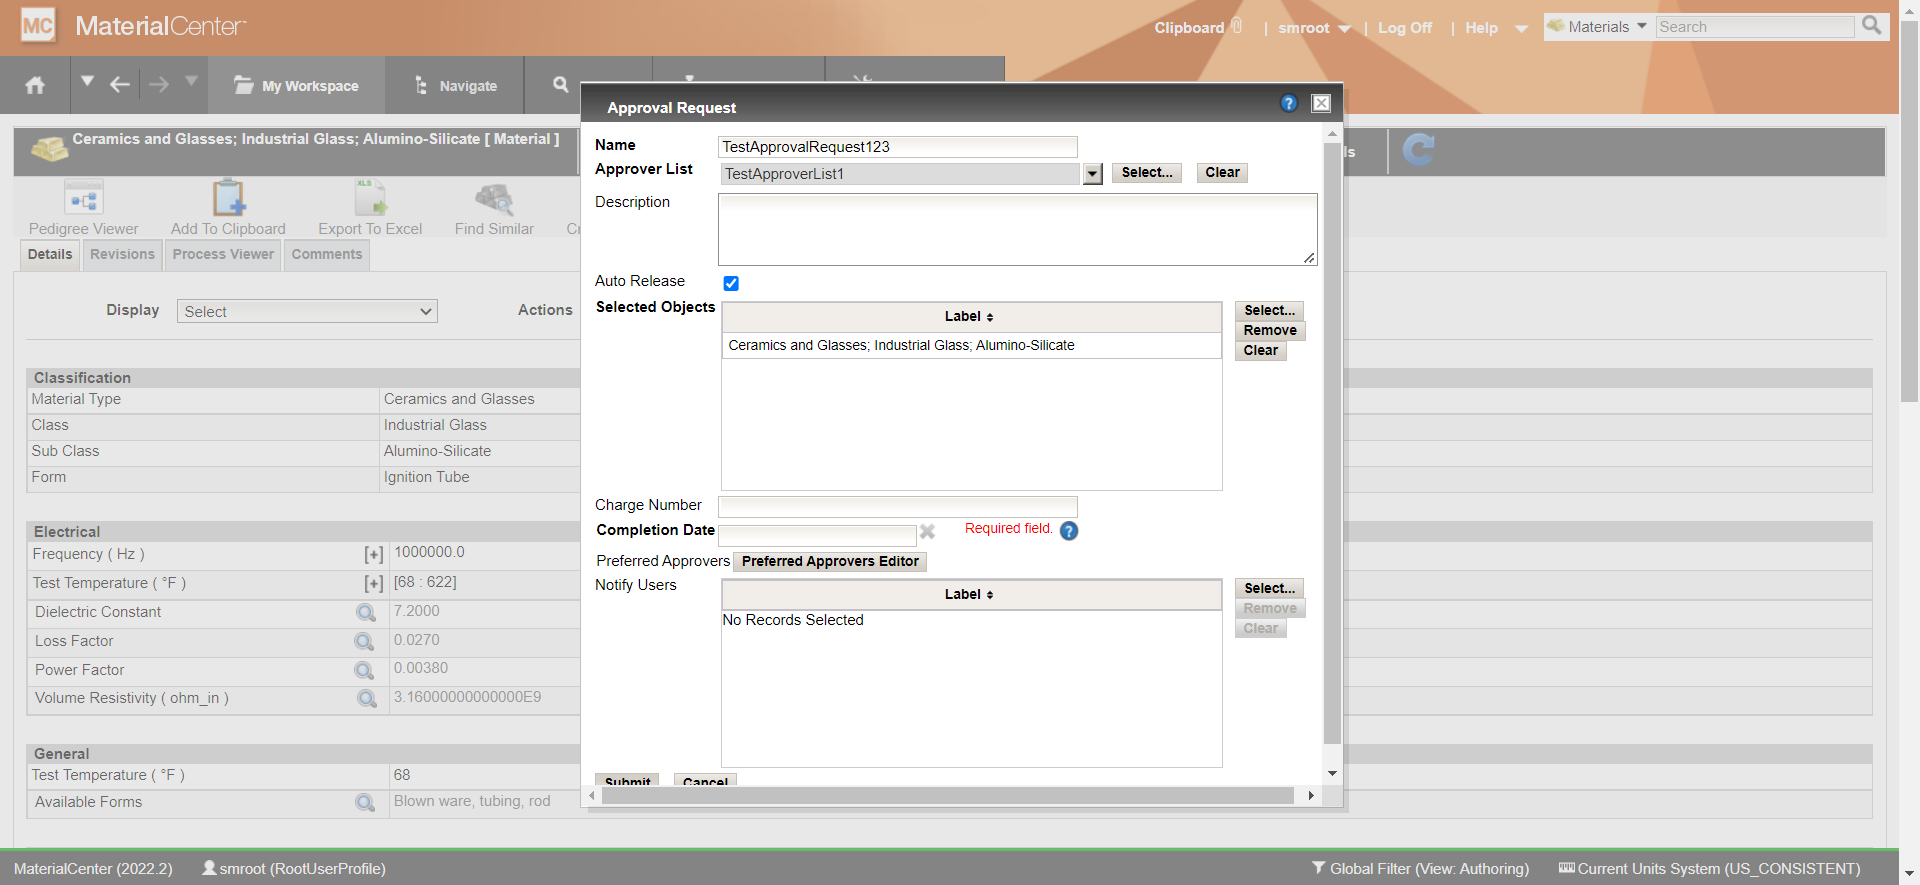 MC MaterialCenter
Clipboard | smroot | Log Off | Help
Materials Search
My Workspace
Navigate
Ceramics and Glasses; Industrial Glass; Alumino-Silicate [ Material ]
ls
Pedigree Viewer
Add To Clipboard
XLS
Export To Excel
Find Similar
Details
Revisions
Process Viewer
Comments
Display Select Actions
Classification
Material Type Ceramics and Glasses
Class Industrial Glass
Sub Class Alumino-Silicate
Form Ignition Tube
Electrical
Frequency ( Hz ) [+] 1000000.0
Test Temperature ( °F ) [+] [68 : 622]
Dielectric Constant 7.2000
Loss Factor 0.0270
Power Factor 0.00380
Volume Resistivity ( ohm_in ) 3.16000000000000E9
General
Test Temperature ( °F ) 68
Available Forms Blown ware, tubing, rod
Approval Request ?
Name TestApprovalRequest123
Approver List TestApproverList1 Select... Clear
Description
Auto Release
Selected Objects Label Select...
Remove
Ceramics and Glasses; Industrial Glass; Alumino-Silicate Clear
Charge Number
Completion Date Required field. ?
Preferred Approvers Preferred Approvers Editor
Notify Users Label Select...
Remove
No Records Selected Clear
Submit Cancel
MaterialCenter (2022.2) smroot (RootUserProfile) Global Filter (View: Authoring) Current Units System (US_CONSISTENT)